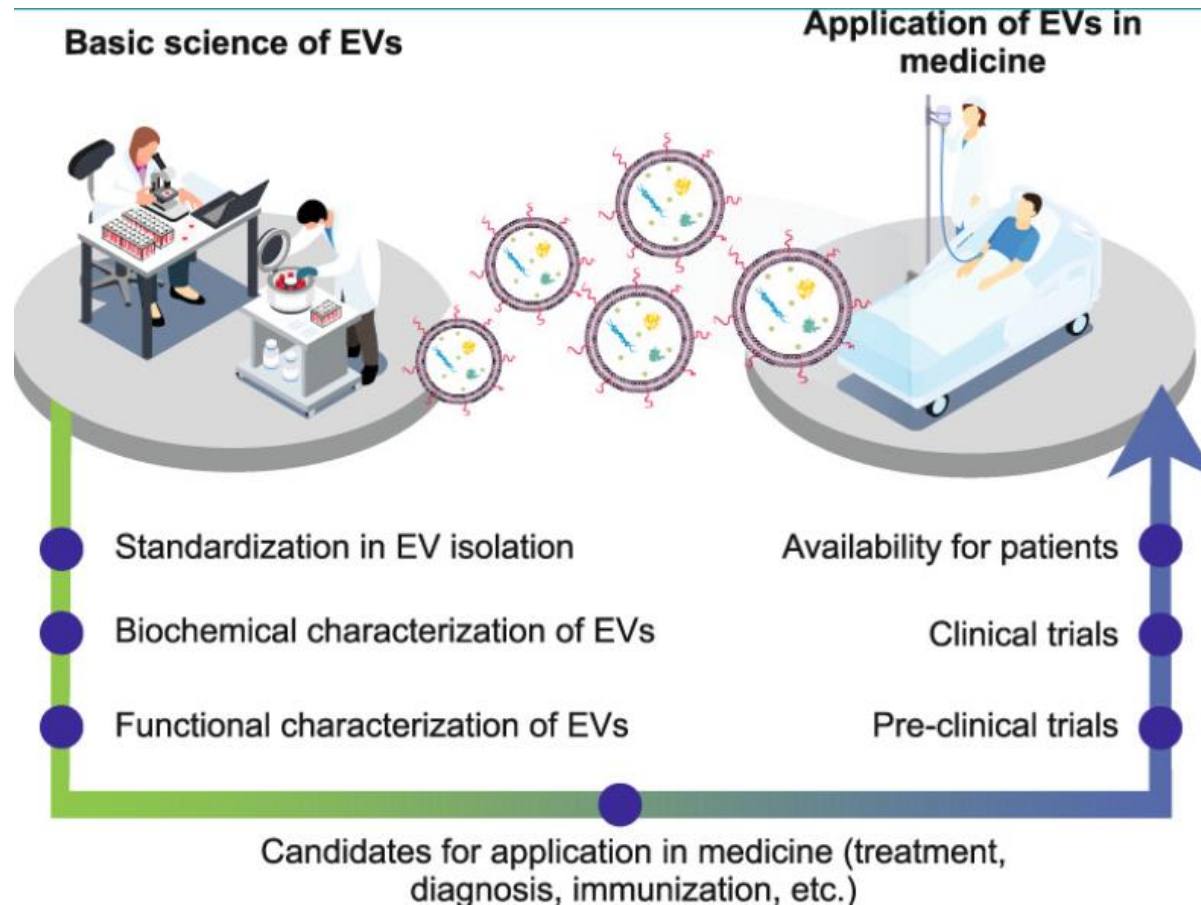 Basic science of EVs
Application of EVs in
medicine
Standardization in EV isolation
Biochemical characterization of EVs
Functional characterization of EVs
Candidates for application in medicine (treatment,
diagnosis, immunization, etc.)
Pre-clinical trials
Clinical trials
Availability for patients